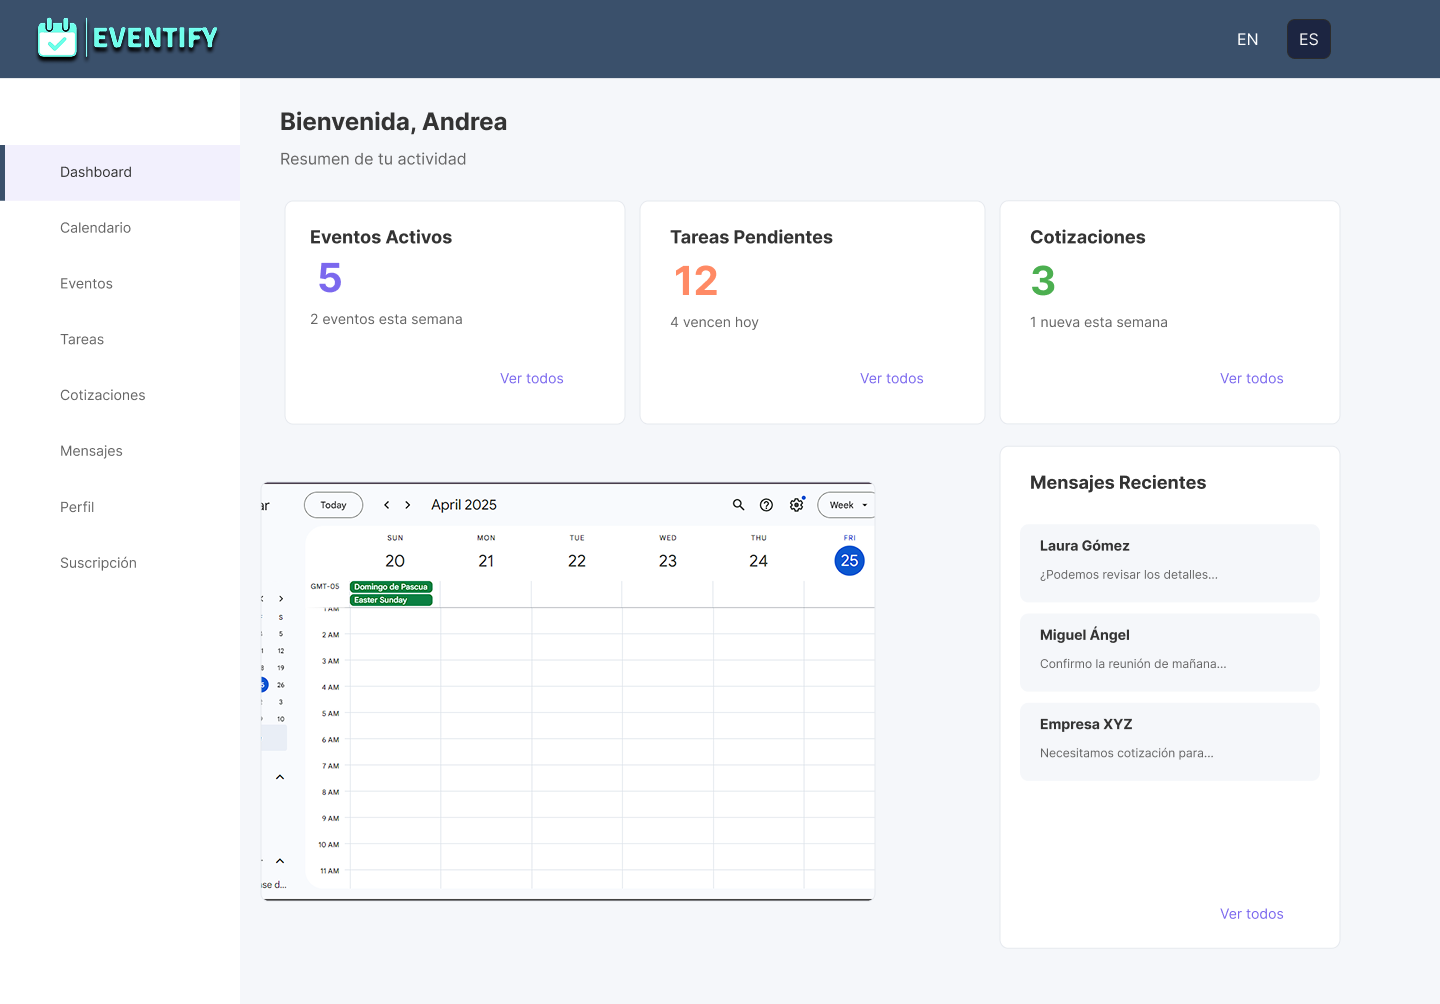 EVENTIFY
EN
ES
Dashboard
Calendario
Eventos
Tareas
Cotizaciones
Mensajes
Perfil
Suscripción
Bienvenida, Andrea
Resumen de tu actividad
Eventos Activos
5
2 eventos esta semana
Ver todos
Tareas Pendientes
12
4 vencen hoy
Ver todos
Cotizaciones
3
1 nueva esta semana
Ver todos
ar
Today
April 2025
Week
SUN
MON
TUE
WED
THU
FRI
20
21
22
23
24
25
GMT-05
Domingo de Pascua
Easter Sunday
1 AM
2 AM
3 AM
4 AM
5 AM
6 AM
7 AM
8 AM
9 AM
10 AM
11 AM
S
5
12
19
26
3
10
se d...
Mensajes Recientes
Laura Gómez
¿Podemos revisar los detalles...
Miguel Ángel
Confirmo la reunión de mañana...
Empresa XYZ
Necesitamos cotización para...
Ver todos